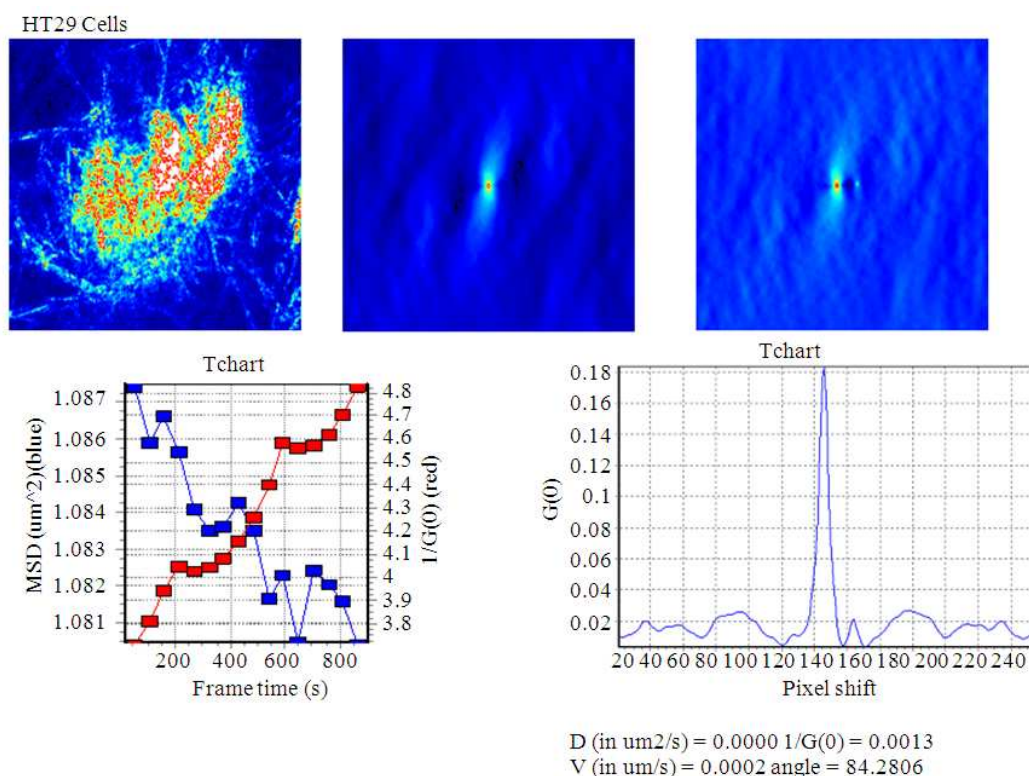 HT29 Cells
Tchart
1.087
1.086
1.085
1.084
1.083
1.082
1.081
MSD (um^2)(blue)
4.8
4.7
4.6
4.5
4.4
4.3
4.2
4.1
4
3.9
3.8
1/G(0) (red)
200 400 600 800
Frame time (s)
Tchart
0.18
0.16
0.14
0.12
0.1
0.08
0.06
0.04
0.02
G(0)
20 40 60 80 100 120 140 160 180 200 220 240
Pixel shift
D (in um2/s) = 0.0000 1/G(0) = 0.0013
V (in um/s) = 0.0002 angle = 84.2806